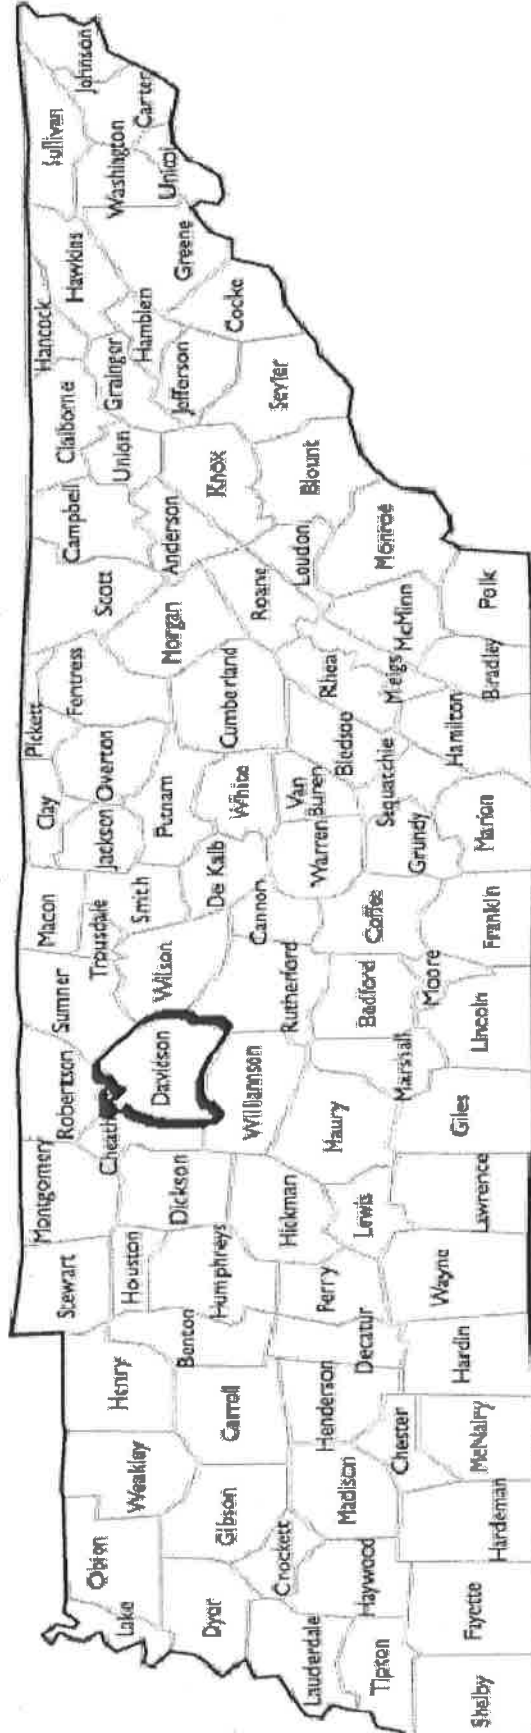 Lake
Obion
Weakley
Henry
Stewart
Montgomery
Robertson
Sumner
Macon
Clay
Pickett
Fentress
Scott
Campbell
Claiborne
Hancock
Hawkins
Sullivan
Johnson
Carter
Washington
Unicoi
Greene
Hamblen
Grainger
Union
Anderson
Morgan
Overton
Jackson
Putnam
Smith
Trousdale
Wilson
Davidson
Cheath
Houston
Dickson
Humphreys
Benton
Carroll
Gibson
Dyer
Lauderdale
Crockett
Haywood
Madison
Henderson
Decatur
Perry
Hickman
Lewis
Williamson
Maury
Rutherford
Cannon
De Kalb
White
Van
Buren
Warren
Cumberland
Bledsoe
Rhea
Roane
Loudon
Knox
Jefferson
Cocke
Sevier
Blount
Monroe
McMinn
Meigs
Sequatchie
Grundy
Coffee
Bedford
Marshall
Moore
Tipton
Shelby
Fayette
Hardeman
Chester
McNairy
Hardin
Wayne
Lawrence
Giles
Lincoln
Franklin
Marion
Hamilton
Bradley
Polk